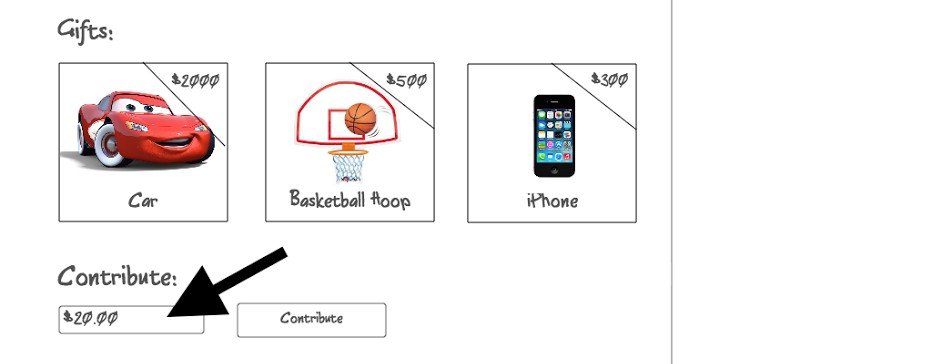 Gifts:
$2000
$500
$300
Car
Basketball Hoop
iPhone
Contribute:
$20.00
Contribute